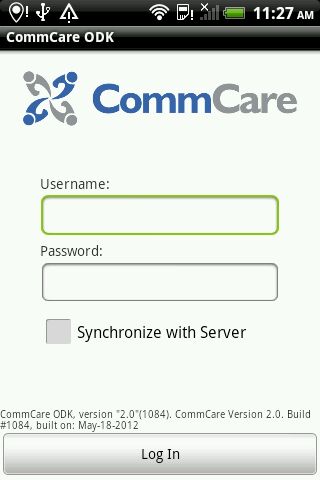 11:27 AM
CommCare ODK
CommCare
Username:
Password:
Synchronize with Server
CommCare ODK, version "2.0"(1084). CommCare Version 2.0. Build
#1084, built on: May-18-2012
Log In